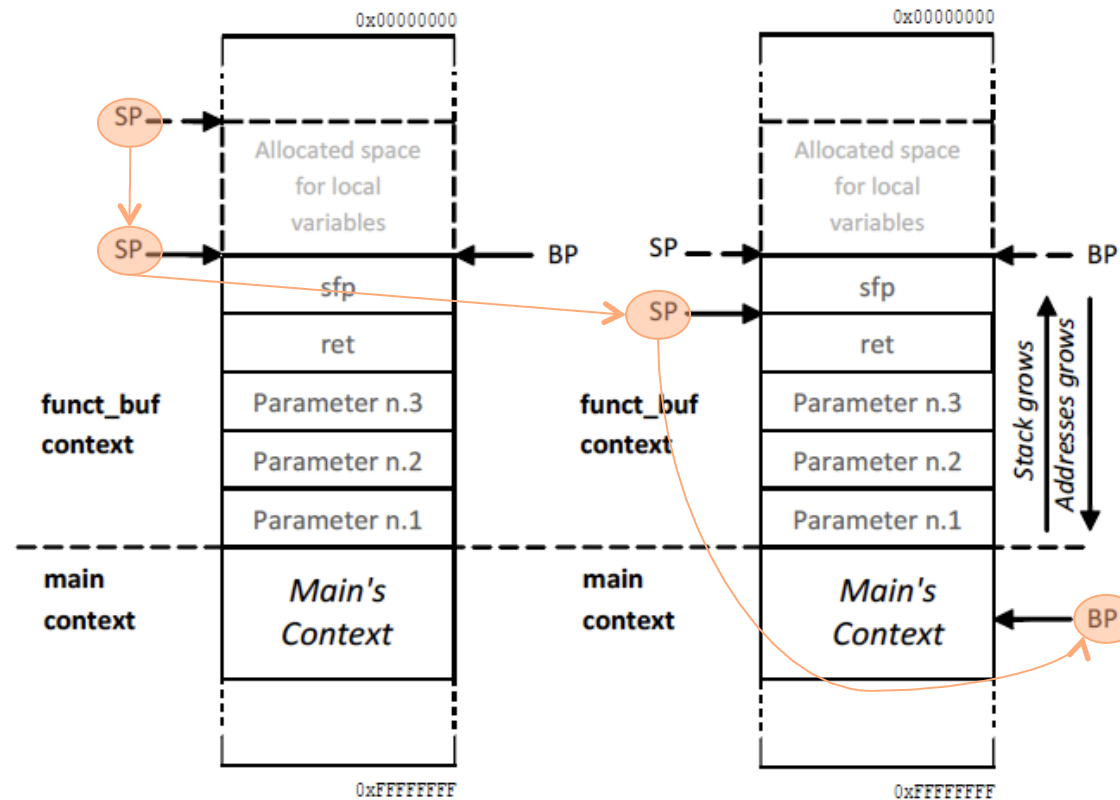 0x00000000
SP
Allocated space
for local
variables
SP
BP
sfp
ret
funct_buf
context
Parameter n.3
Parameter n.2
Parameter n.1
main
context
Main's
Context
0xFFFFFFFF
0x00000000
Allocated space
for local
variables
SP
BP
sfp
SP
ret
funct_buf
context
Parameter n.3
Parameter n.2
Parameter n.1
Stack grows
Addresses grows
main
context
Main's
Context
BP
0xFFFFFFFF